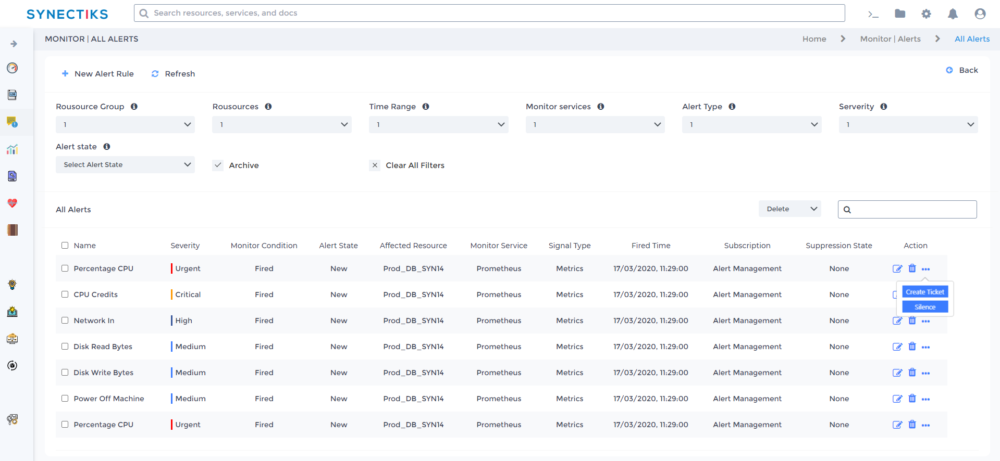 SYNECTIKS
Search resources, services, and docs
MONITOR | ALL ALERTS
Home
Monitor | Alerts
All Alerts
New Alert Rule
Refresh
Back
Rousource Group
Rousources
Time Range
Monitor services
Alert Type
Serverity
1
1
1
1
1
1
Alert state
Select Alert State
Archive
Clear All Filters
All Alerts
Delete
Name Severity Monitor Condition Alert State Affected Resource Monitor Service Signal Type Fired Time Subscription Suppression State Action
Percentage CPU Urgent Fired New Prod_DB_SYN14 Prometheus Metrics 17/03/2020, 11:29:00 Alert Management None
CPU Credits Critical Fired New Prod_DB_SYN14 Prometheus Metrics 17/03/2020, 11:29:00 Alert Management None
Create Ticket
Silence
Network In High Fired New Prod_DB_SYN14 Prometheus Metrics 17/03/2020, 11:29:00 Alert Management None
Disk Read Bytes Medium Fired New Prod_DB_SYN14 Prometheus Metrics 17/03/2020, 11:29:00 Alert Management None
Disk Write Bytes Medium Fired New Prod_DB_SYN14 Prometheus Metrics 17/03/2020, 11:29:00 Alert Management None
Power Off Machine Medium Fired New Prod_DB_SYN14 Prometheus Metrics 17/03/2020, 11:29:00 Alert Management None
Percentage CPU Urgent Fired New Prod_DB_SYN14 Prometheus Metrics 17/03/2020, 11:29:00 Alert Management None